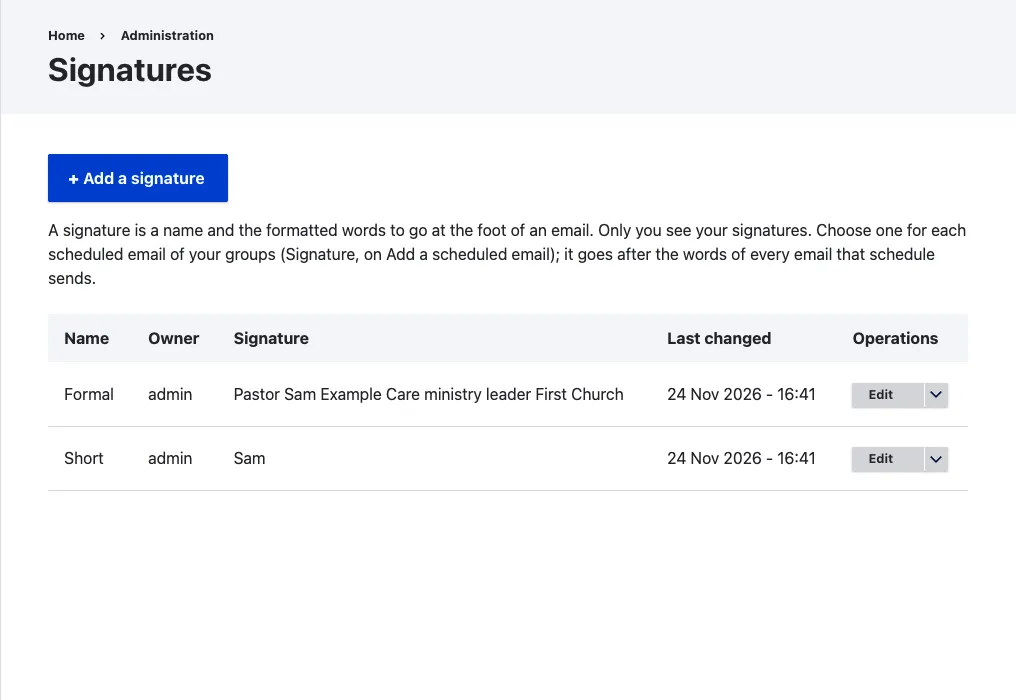 Home > Administration
Signatures
+ Add a signature
A signature is a name and the formatted words to go at the foot of an email. Only you see your signatures. Choose one for each
scheduled email of your groups (Signature, on Add a scheduled email); it goes after the words of every email that schedule
sends.
Name Owner Signature Last changed Operations
Formal admin Pastor Sam Example Care ministry leader First Church 24 Nov 2026 - 16:41 Edit
Short admin Sam 24 Nov 2026 - 16:41 Edit